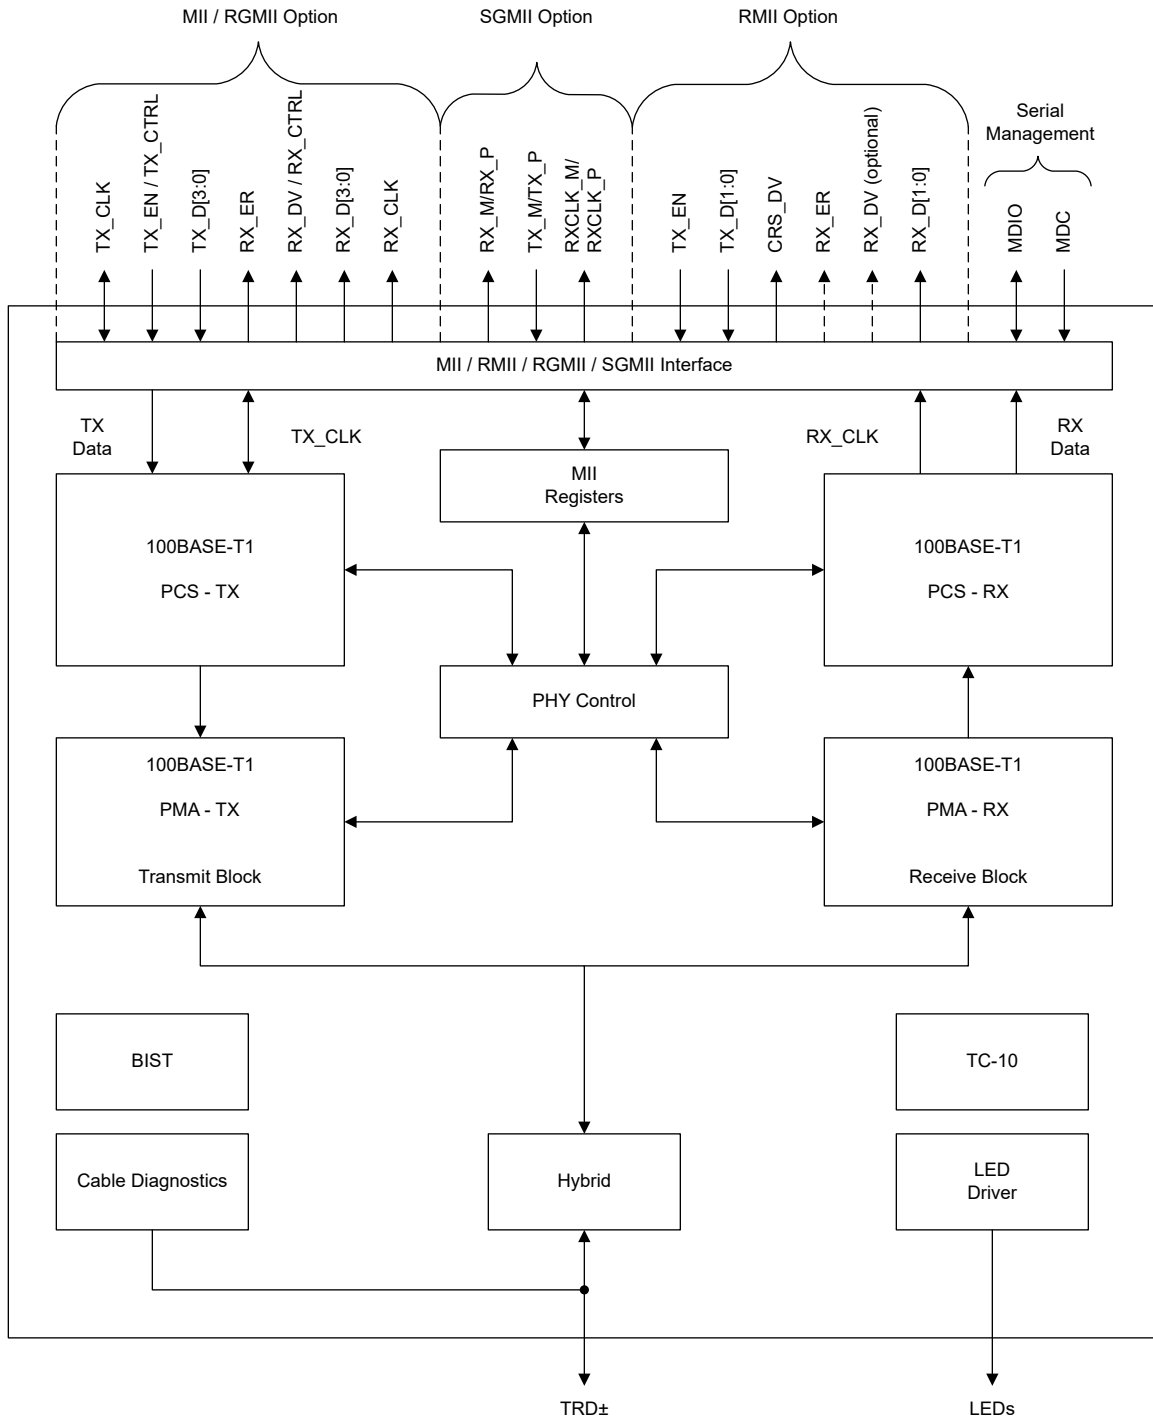 MII / RGMII Option
SGMII Option
RMII Option
Serial
Management
TX_CLK
TX_EN / TX_CTRL
TX_D[3:0]
RX_ER
RX_DV / RX_CTRL
RX_D[3:0]
RX_CLK
RX_M/RX_P
TX_M/TX_P
RXCLK_M/
RXCLK_P
TX_EN
TX_D[1:0]
CRS_DV
RX_ER
RX_DV (optional)
RX_D[1:0]
MDIO
MDC
MII / RMII / RGMII / SGMII Interface
TX
Data
TX_CLK
RX_CLK
RX
Data
MII
Registers
100BASE-T1
PCS - TX
100BASE-T1
PCS - RX
PHY Control
100BASE-T1
PMA - TX
Transmit Block
100BASE-T1
PMA - RX
Receive Block
BIST
TC-10
Cable Diagnostics
Hybrid
LED
Driver
TRD±
LEDs